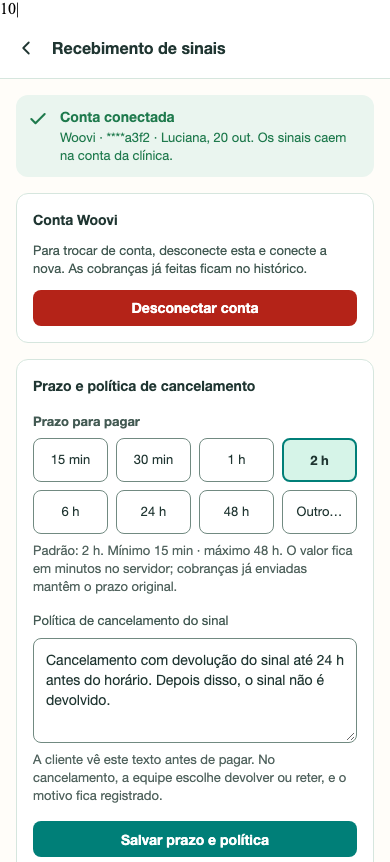 10|
Recebimento de sinais
Conta conectada
Woovi · ****a3f2 · Luciana, 20 out. Os sinais caem
na conta da clínica.
Conta Woovi
Para trocar de conta, desconecte esta e conecte a
nova. As cobranças já feitas ficam no histórico.
Desconectar conta
Prazo e política de cancelamento
Prazo para pagar
15 min 30 min 1 h 2 h
6 h 24 h 48 h Outro...
Padrão: 2 h. Mínimo 15 min · máximo 48 h. O valor fica
em minutos no servidor; cobranças já enviadas
mantêm o prazo original.
Política de cancelamento do sinal
Cancelamento com devolução do sinal até 24 h
antes do horário. Depois disso, o sinal não é
devolvido.
A cliente vê este texto antes de pagar. No
cancelamento, a equipe escolhe devolver ou reter, e o
motivo fica registrado.
Salvar prazo e política